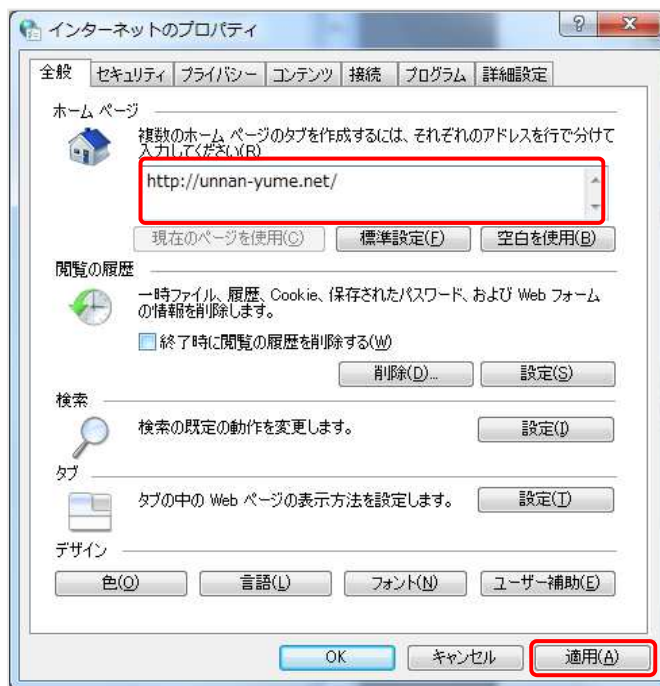 インターネットのプロパティ
全般 セキュリティ プライバシー コンテンツ 接続 プログラム 詳細設定
ホーム ページ
複数のホーム ページのタブを作成するには、それぞれのアドレスを行で分けて
入力してください(R)
http://unnan-yume.net/
現在のページを使用(C) 標準設定(F) 空白を使用(B)
閲覧の履歴
一時ファイル、履歴、Cookie、保存されたパスワード、および Web フォーム
の情報を削除します。
終了時に閲覧の履歴を削除する(W)
削除(D)... 設定(S)
検索
検索の既定の動作を変更します。 設定(I)
タブ
タブの中の Web ページの表示方法を設定します。 設定(T)
デザイン
色(O) 言語(L) フォント(N) ユーザー補助(E)
OK キャンセル 適用(A)